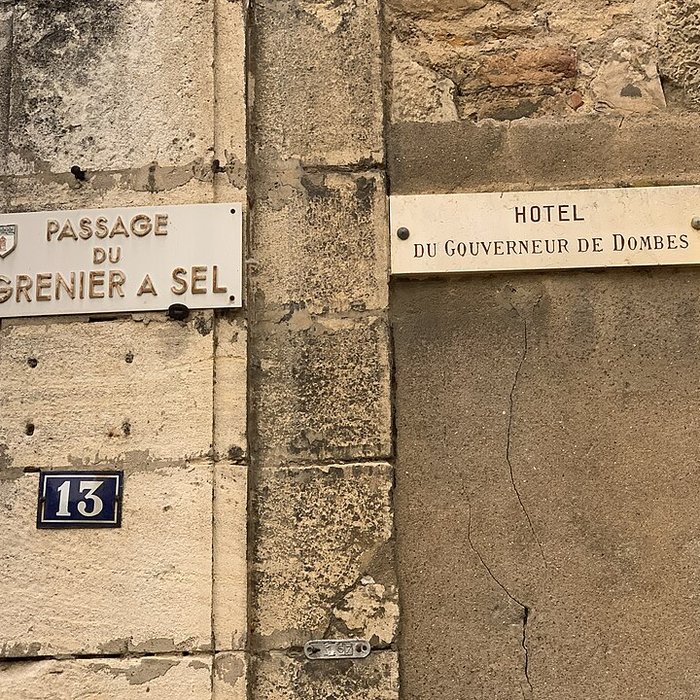 PASSAGE
DU
GRENIER A SEL
HOTEL
DU GOUVERNEUR DE DOMBES
13